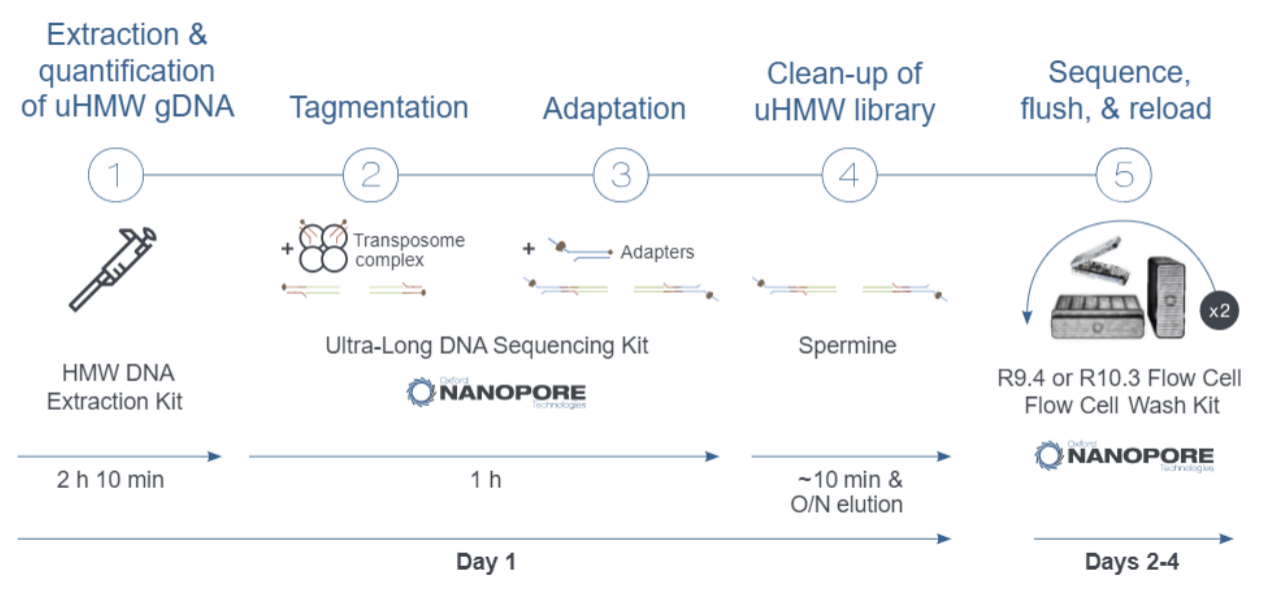 Extraction &
quantification
of uHMW gDNA
Tagmentation
Adaptation
Clean-up of
uHMW library
Sequence,
flush, & reload
1
2
3
4
5
+
Transposome
complex
+
Adapters
x2
Ultra-Long DNA Sequencing Kit
Spermine
HMW DNA
Extraction Kit
R9.4 or R10.3 Flow Cell
Flow Cell Wash Kit
Oxford
NANOPORE
Technologies
Oxford
NANOPORE
Technologies
2 h 10 min
1 h
~10 min &
O/N elution
Day 1
Days 2-4